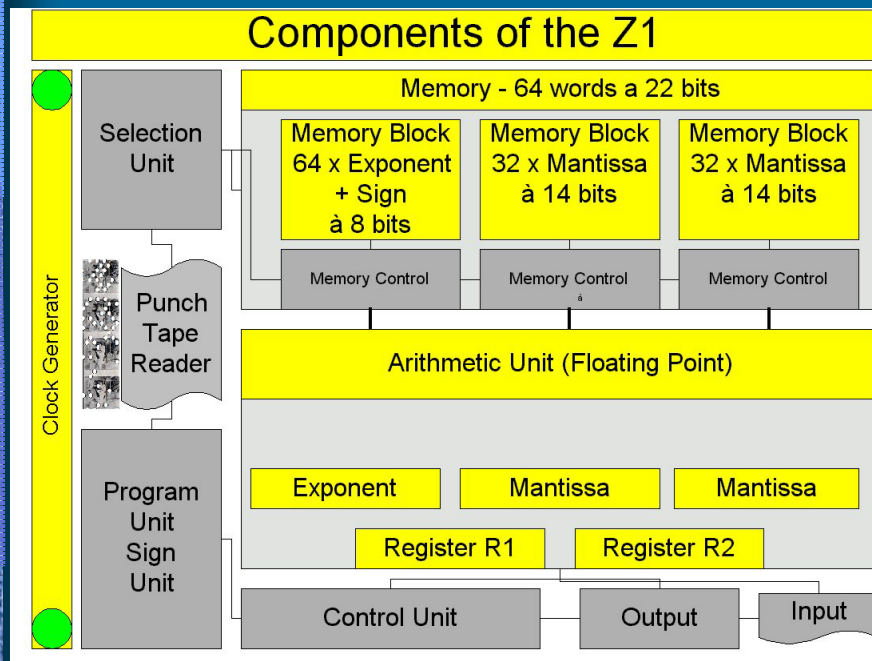 Components of the Z1
Clock Generator
Selection
Unit
Punch
Tape
Reader
Program
Unit
Sign
Unit
Memory - 64 words a 22 bits
Memory Block
64 x Exponent
+ Sign
à 8 bits
Memory Block
32 x Mantissa
à 14 bits
Memory Block
32 x Mantissa
à 14 bits
Memory Control
Memory Control
à
Memory Control
Arithmetic Unit (Floating Point)
Exponent
Mantissa
Mantissa
Register R1
Register R2
Control Unit
Output
Input